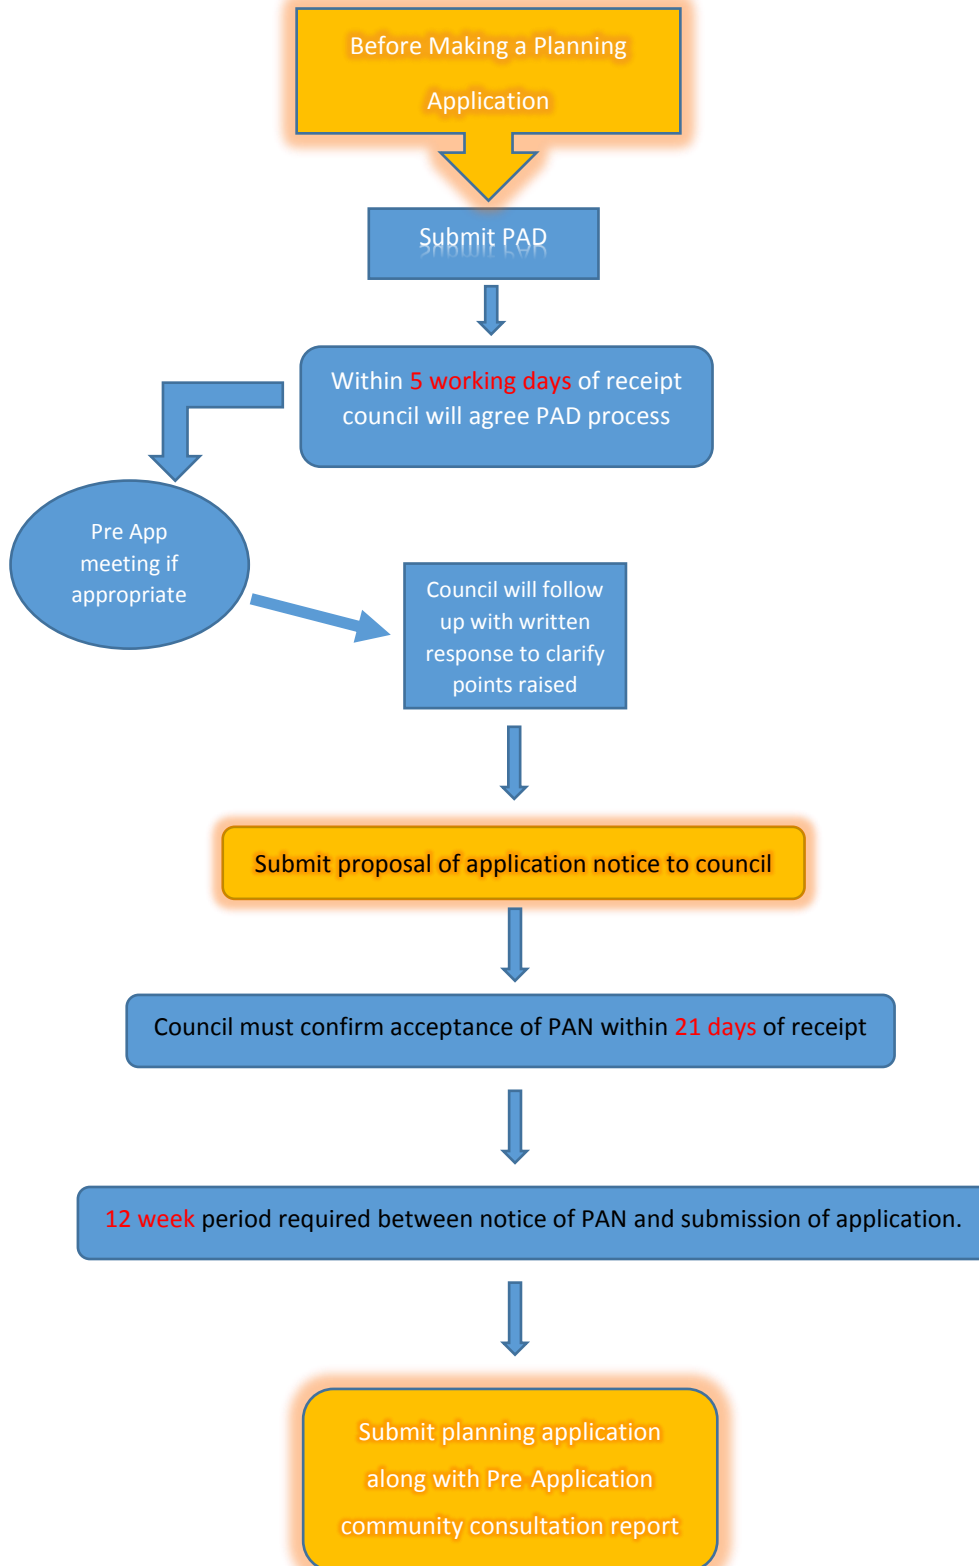 Before Making a Planning
Application
Submit PAD
Within 5 working days of receipt
council will agree PAD process
Pre App
meeting if
appropriate
Council will follow
up with written
response to clarify
points raised
Submit proposal of application notice to council
Council must confirm acceptance of PAN within 21 days of receipt
12 week period required between notice of PAN and submission of application.
Submit planning application
along with Pre Application
community consultation report